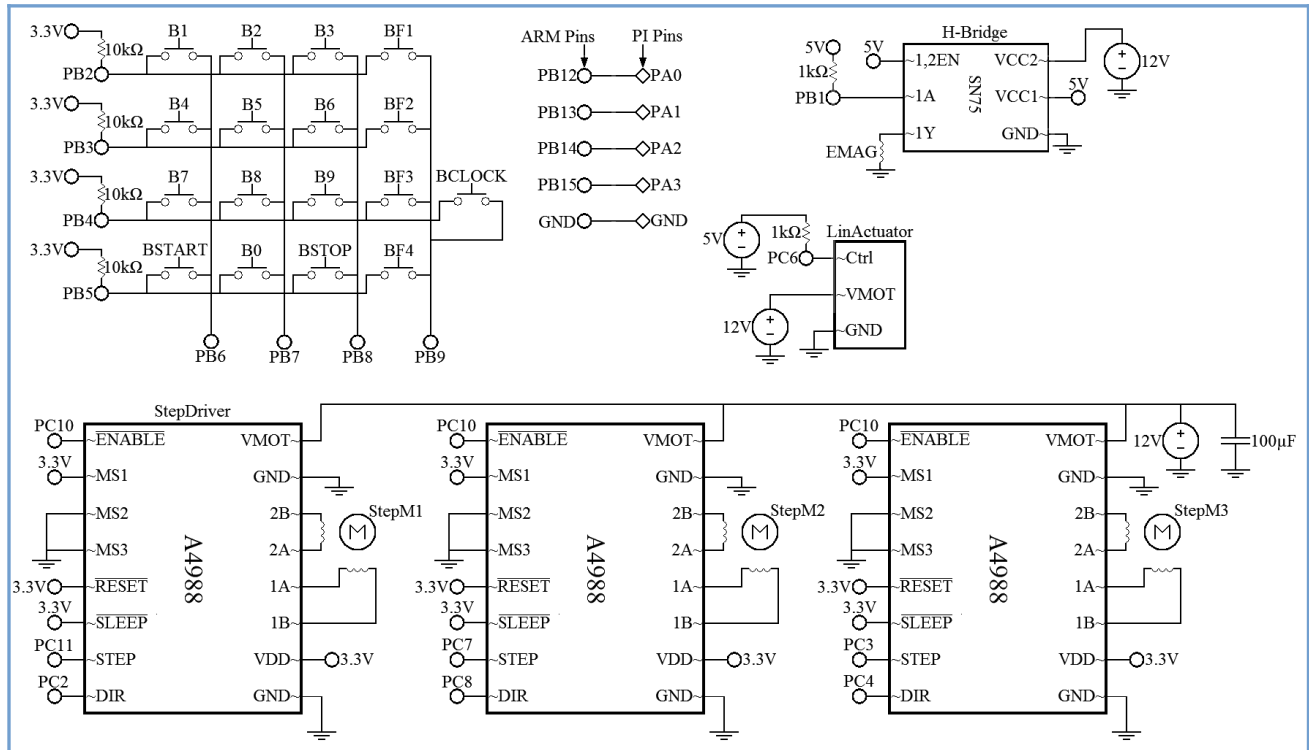 3.3V
10kΩ
PB2
B1
B2
B3
BF1
3.3V
10kΩ
PB3
B4
B5
B6
BF2
3.3V
10kΩ
PB4
B7
B8
B9
BF3
BCLOCK
3.3V
10kΩ
PB5
BSTART
B0
BSTOP
BF4
PB6
PB7
PB8
PB9
ARM Pins
PI Pins
PB12
PA0
PB13
PA1
PB14
PA2
PB15
PA3
GND
GND
H-Bridge
5V
1kΩ
PB1
5V
~1,2EN
~1A
~1Y
SN75
VCC2~
VCC1~
GND~
EMAG
12V
5V
5V
1kΩ
PC6
LinActuator
~Ctrl
~VMOT
~GND
12V
StepDriver
PC10
~ENABLE
3.3V
~MS1
~MS2
~MS3
3.3V
~RESET
3.3V
~SLEEP
PC11
~STEP
PC2
~DIR
A4988
VMOT~
GND~
2B~
2A~
1A~
1B~
VDD~
GND~
StepM1
M
3.3V
PC10
~ENABLE
3.3V
~MS1
~MS2
~MS3
3.3V
~RESET
3.3V
~SLEEP
PC7
~STEP
PC8
~DIR
A4988
VMOT~
GND~
2B~
2A~
1A~
1B~
VDD~
GND~
StepM2
M
3.3V
PC10
~ENABLE
3.3V
~MS1
~MS2
~MS3
3.3V
~RESET
3.3V
~SLEEP
PC3
~STEP
PC4
~DIR
A4988
VMOT~
GND~
2B~
2A~
1A~
1B~
VDD~
GND~
StepM3
M
3.3V
12V
100µF